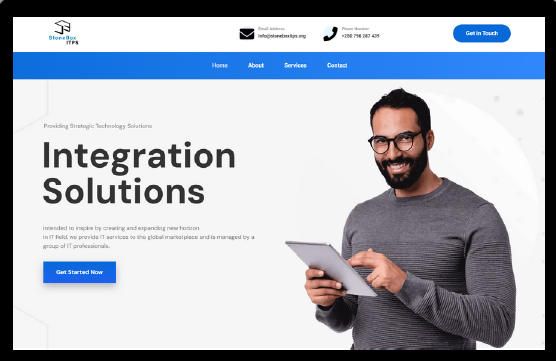 StoneBox
ITPS
Email Address
info@stoneboxitps.org
Phone Number
+250 798 287 439
Get in Touch
Home About Services Contact
Providing Strategic Technology Solutions
Integration
Solutions
Intended to inspire by creating and expanding new horizon
in IT field. we provide IT services to the global marketplace and is managed by a
group of IT professionals.
Get Started Now